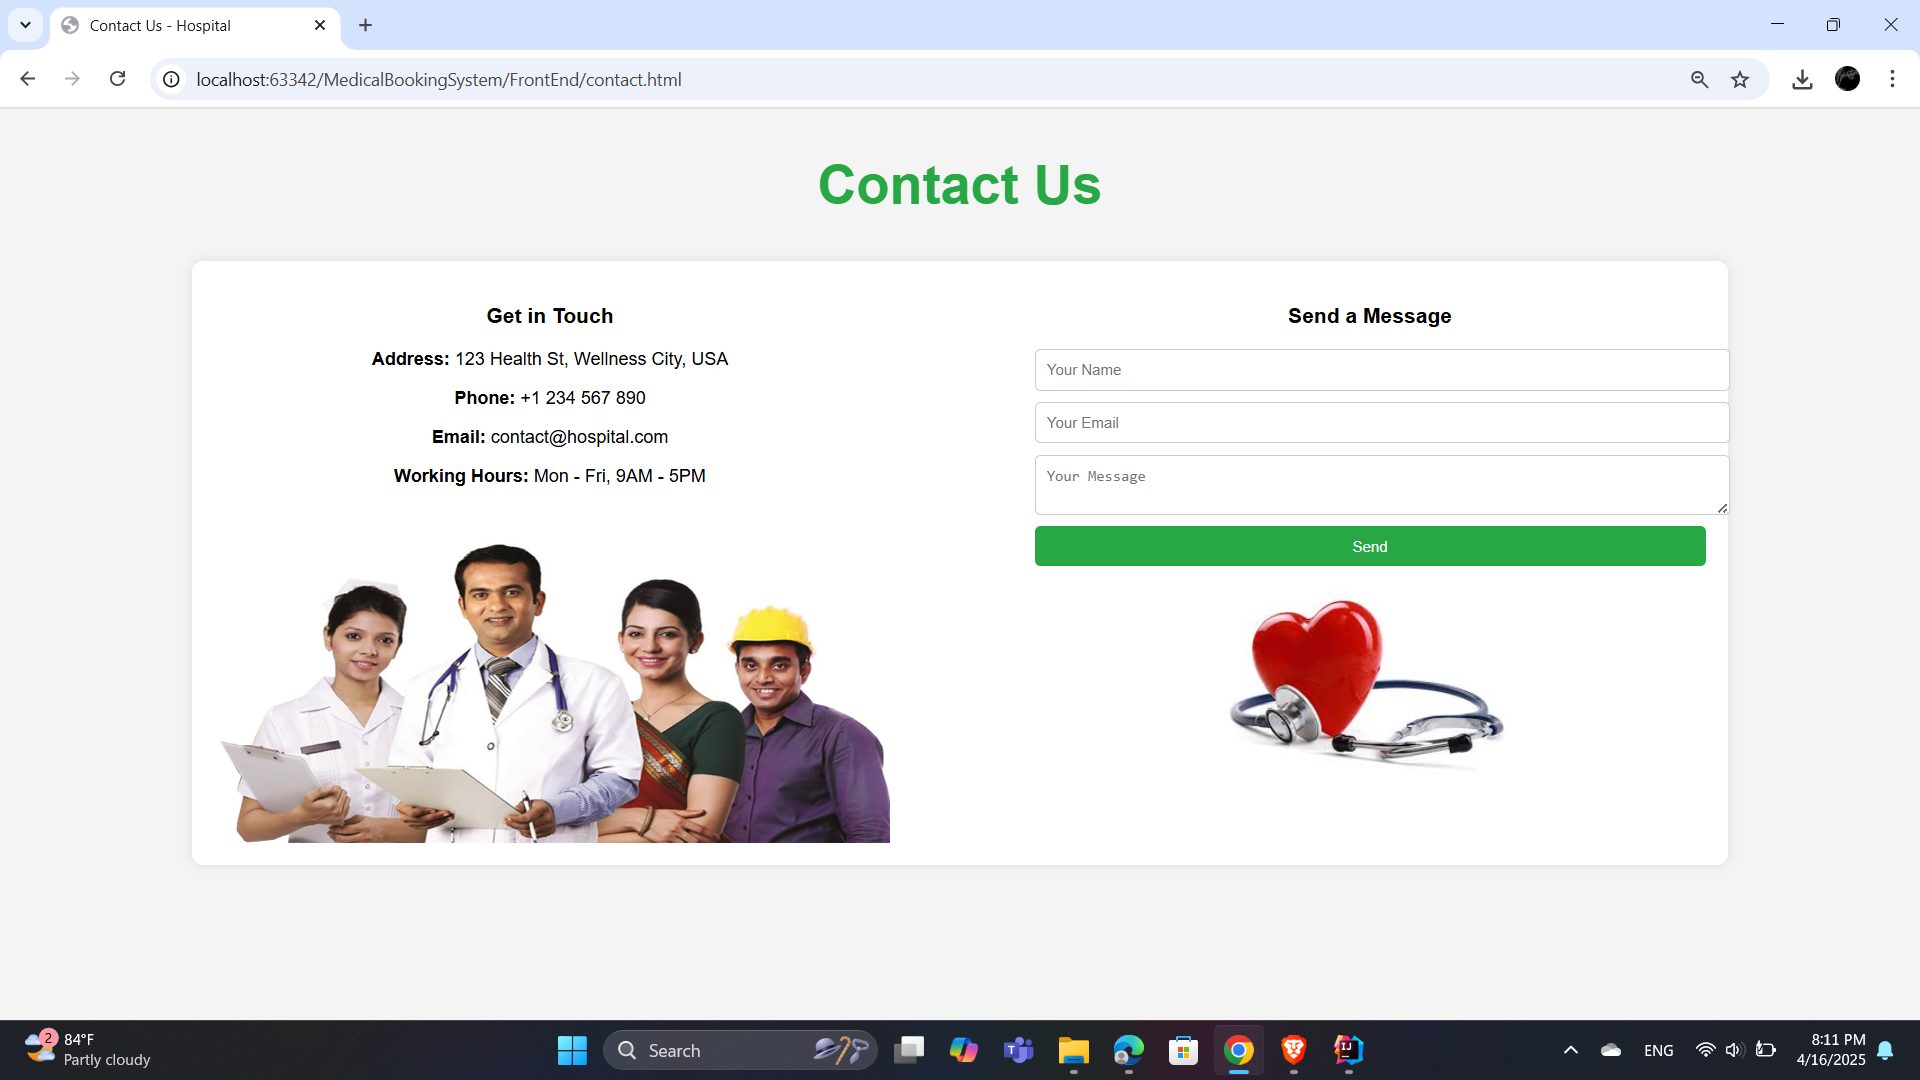 Contact Us - Hospital
localhost:63342/MedicalBookingSystem/FrontEnd/contact.html
Contact Us
Get in Touch
Address: 123 Health St, Wellness City, USA
Phone: +1 234 567 890
Email: contact@hospital.com
Working Hours: Mon - Fri, 9AM - 5PM
Send a Message
Your Name
Your Email
Your Message
Send
2
84°F
Partly cloudy
Search
ENG
8:11 PM
4/16/2025